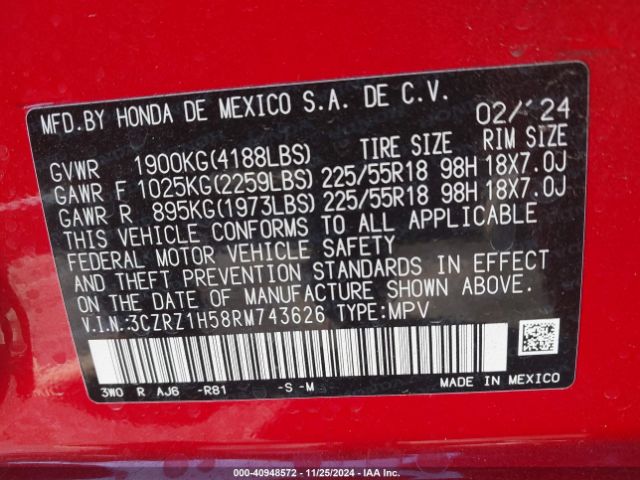 MFD.BY HONDA DE MEXICO S.A. DE C.V. 02/'24
TIRE SIZE RIM SIZE
GVWR 1900KG(4188LBS)
GAWR F 1025KG(2259LBS) 225/55R18 98H 18X7.0J
GAWR R 895KG(1973LBS) 225/55R18 98H 18X7.0J
THIS VEHICLE CONFORMS TO ALL APPLICABLE
FEDERAL MOTOR VEHICLE SAFETY
AND THEFT PREVENTION STANDARDS IN EFFECT
ON THE DATE OF MANUFACTURE SHOWN ABOVE.
V.I.N:3CZRZ1H58RM743626 TYPE:MPV
3WO R AJ6 -R81 -S -M
MADE IN MEXICO
000-40948572 — 11/25/2024 — IAA Inc.